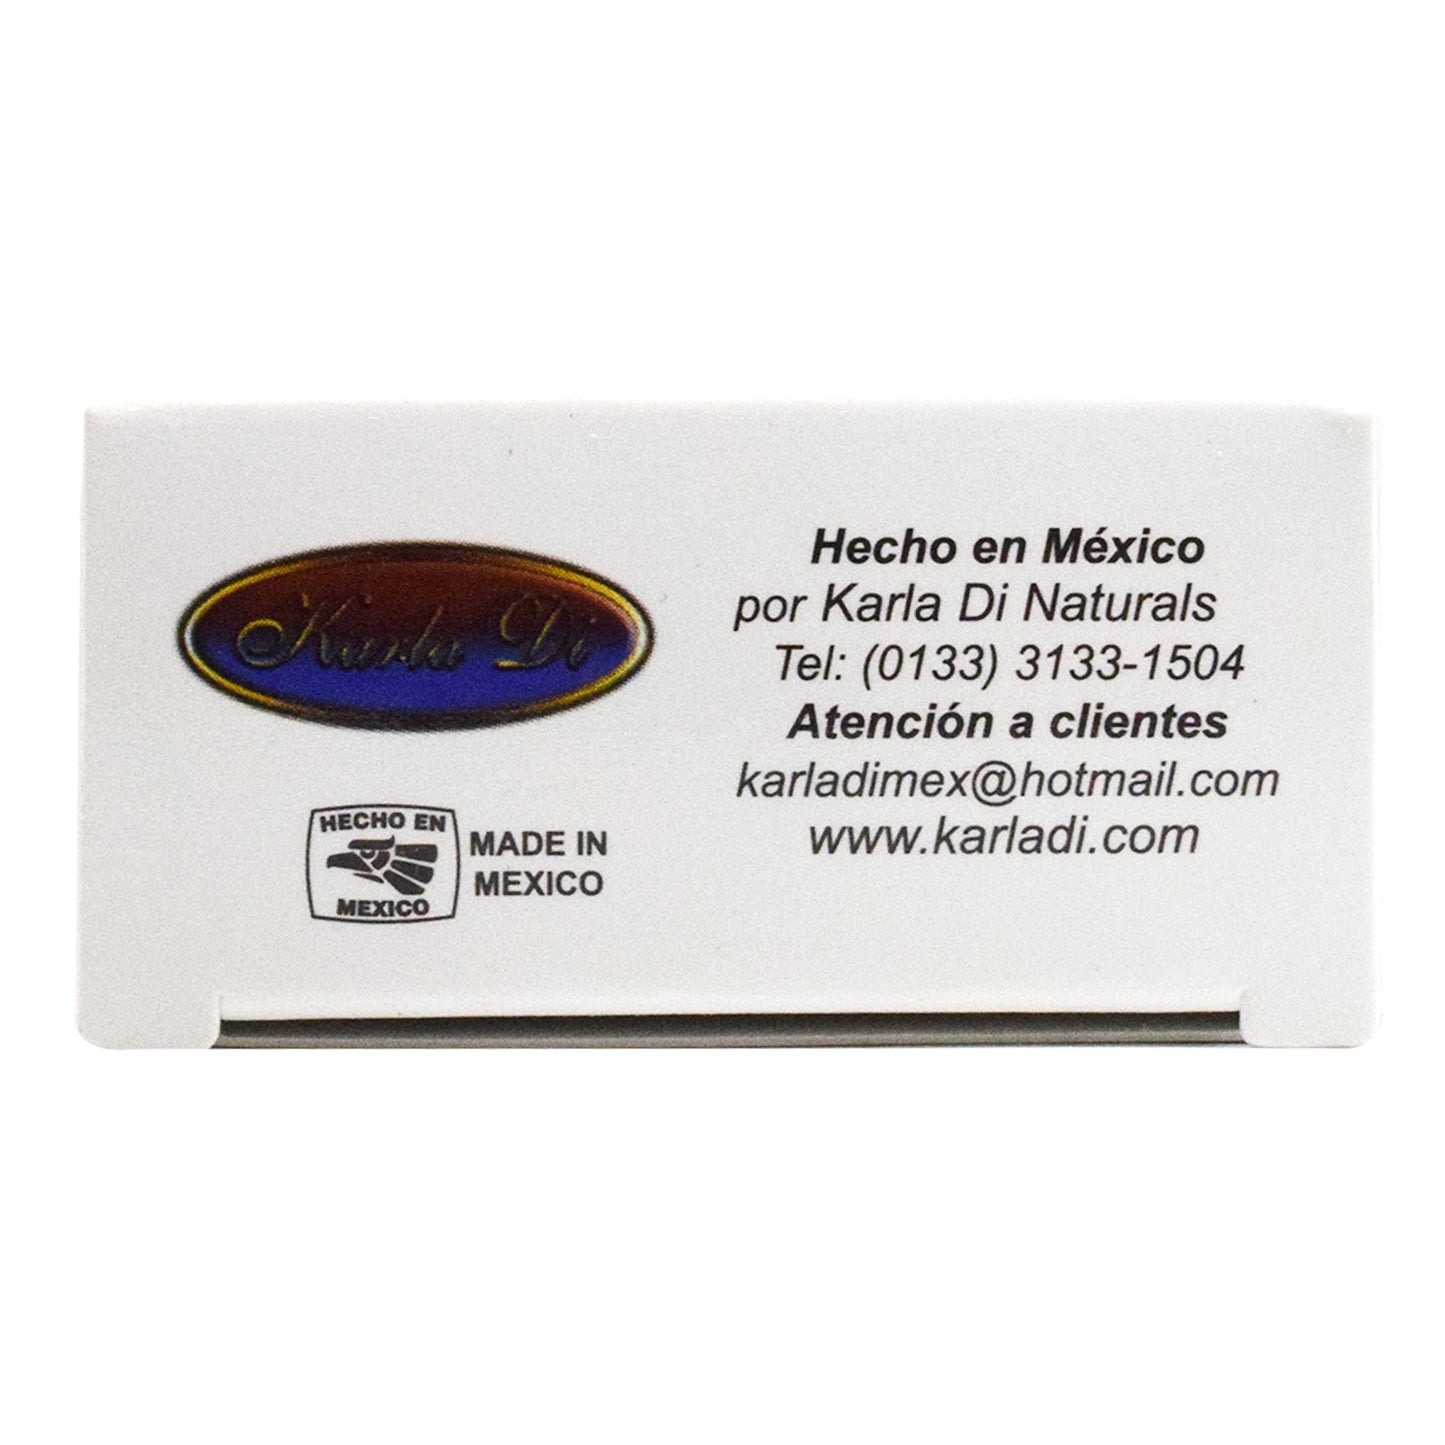 Karla Di
HECHO EN
MEXICO
MADE IN
MEXICO
Hecho en México
por Karla Di Naturals
Tel: (0133) 3133-1504
Atención a clientes
karladimex@hotmail.com
www.karladi.com